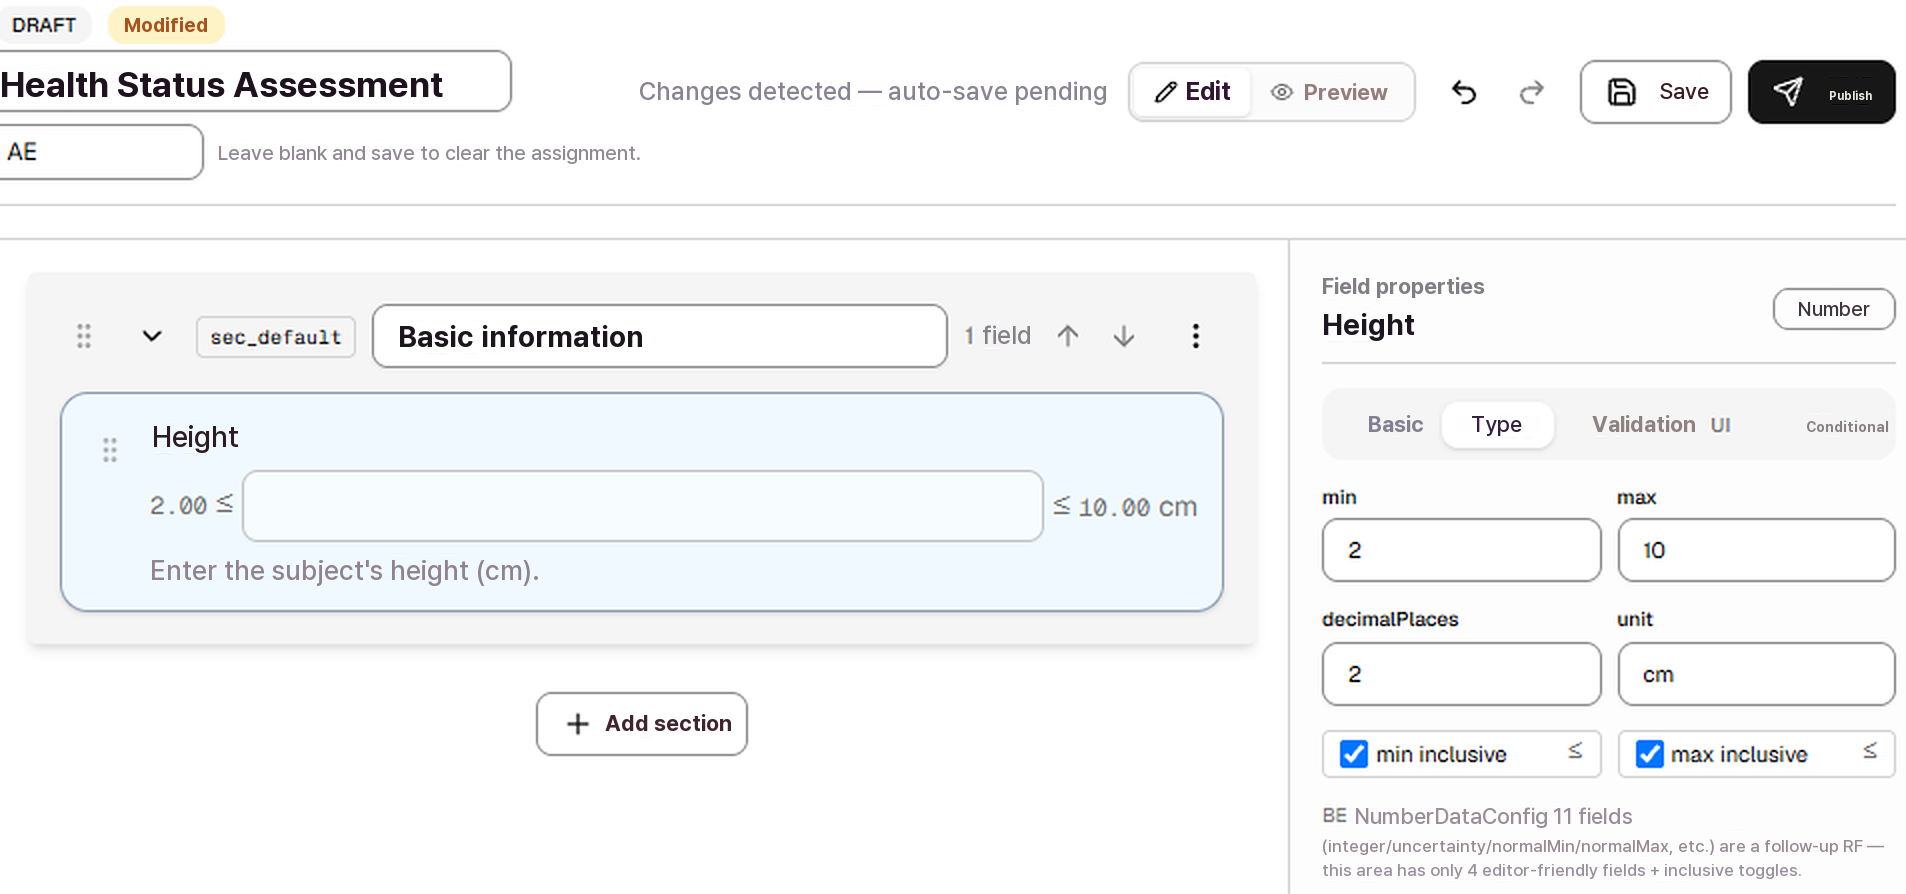 DRAFT Modified
Health Status Assessment
Changes detected — auto-save pending
Edit Preview
Save
Publish
AE
Leave blank and save to clear the assignment.
sec_default Basic information 1 field
Height
2.00 ≤ ≤ 10.00 cm
Enter the subject's height (cm).
+ Add section
Field properties
Height
Number
Basic Type Validation UI Conditional
min max
2 10
decimalPlaces unit
2 cm
min inclusive ≤ max inclusive ≤
BE NumberDataConfig 11 fields
(integer/uncertainty/normalMin/normalMax, etc.) are a follow-up RF —
this area has only 4 editor-friendly fields + inclusive toggles.